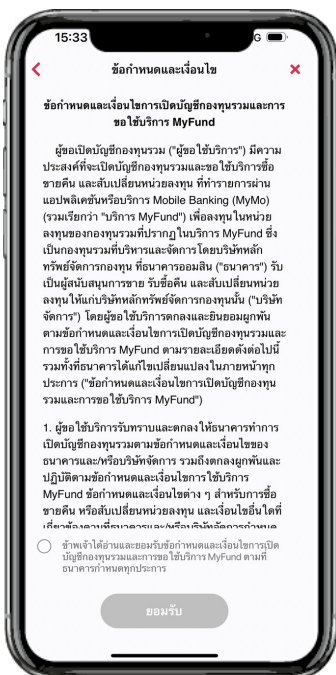 15:33
G
ข้อกำหนดและเงื่อนไข
ข้อกำหนดและเงื่อนไขการเปิดบัญชีกองทุนรวมและการ
ขอใช้บริการ MyFund
ผู้ขอเปิดบัญชีกองทุนรวม ("ผู้ขอใช้บริการ") มีความ
ประสงค์ที่จะเปิดบัญชีกองทุนรวมและขอใช้บริการซื้อ
ขายคืน และสับเปลี่ยนหน่วยลงทุน ที่ทำรายการผ่าน
แอปพลิเคชันหรือบริการ Mobile Banking (MyMo)
(รวมเรียกว่า "บริการ MyFund") เพื่อลงทุนในหน่วย
ลงทุนของกองทุนรวมที่ปรากฏในบริการ MyFund ซึ่ง
เป็นกองทุนรวมที่บริหารและจัดการโดยบริษัทหลัก
ทรัพย์จัดการกองทุน ที่ธนาคารออมสิน ("ธนาคาร") รับ
เป็นผู้สนับสนุนการขาย รับซื้อคืน และสับเปลี่ยนหน่วย
ลงทุนให้แก่บริษัทหลักทรัพย์จัดการกองทุนนั้น ("บริษัท
จัดการ") โดยผู้ขอใช้บริการตกลงและยินยอมผูกพัน
ตามข้อกำหนดและเงื่อนไขการเปิดบัญชีกองทุนรวมและ
การขอใช้บริการ MyFund ตามรายละเอียดดังต่อไปนี้
รวมทั้งที่ธนาคารได้แก้ไขเปลี่ยนแปลงในภายหน้าทุก
ประการ ("ข้อกำหนดและเงื่อนไขการเปิดบัญชีกองทุน
รวมและการขอใช้บริการ MyFund")
1. ผู้ขอใช้บริการรับทราบและตกลงให้ธนาคารทำการ
เปิดบัญชีกองทุนรวมตามข้อกำหนดและเงื่อนไขของ
ธนาคารและ/หรือบริษัทจัดการ รวมถึงตกลงผูกพันและ
ปฏิบัติตามข้อกำหนดและเงื่อนไขการใช้บริการ
MyFund ข้อกำหนดและเงื่อนไขต่าง ๆ สำหรับการซื้อ
ขายคืน หรือสับเปลี่ยนหน่วยลงทุน และเงื่อนไขอื่นใดที่
เกี่ยวข้องตามที่ธนาคารและ/หรือบริษัทจัดการกำหนด
ข้าพเจ้าได้อ่านและยอมรับข้อกำหนดและเงื่อนไขการเปิด
บัญชีกองทุนรวมและการขอใช้บริการ MyFund ตามที่
ธนาคารกำหนดทุกประการ
ยอมรับ